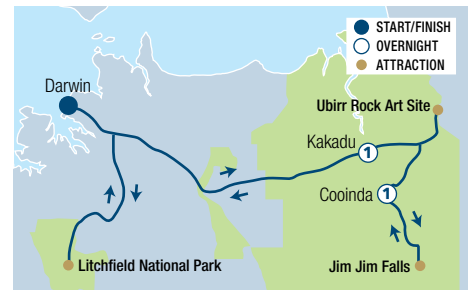 START/FINISH
1 OVERNIGHT
ATTRACTION
Darwin
Ubirr Rock Art Site
Kakadu
1
Cooinda
1
Litchfield National Park
Jim Jim Falls